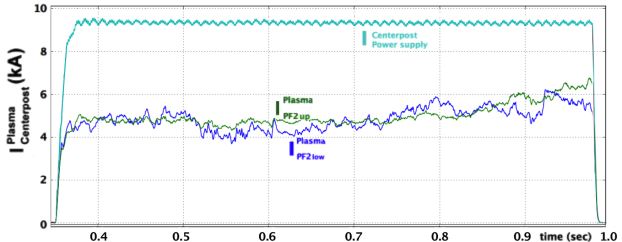 10
8
6
4
2
0
I Plasma
Centerpost (kA)
Centerpost
Power supply
Plasma
PF2up
Plasma
PF2low
0.4
0.5
0.6
0.7
0.8
0.9
time (sec)
1.0